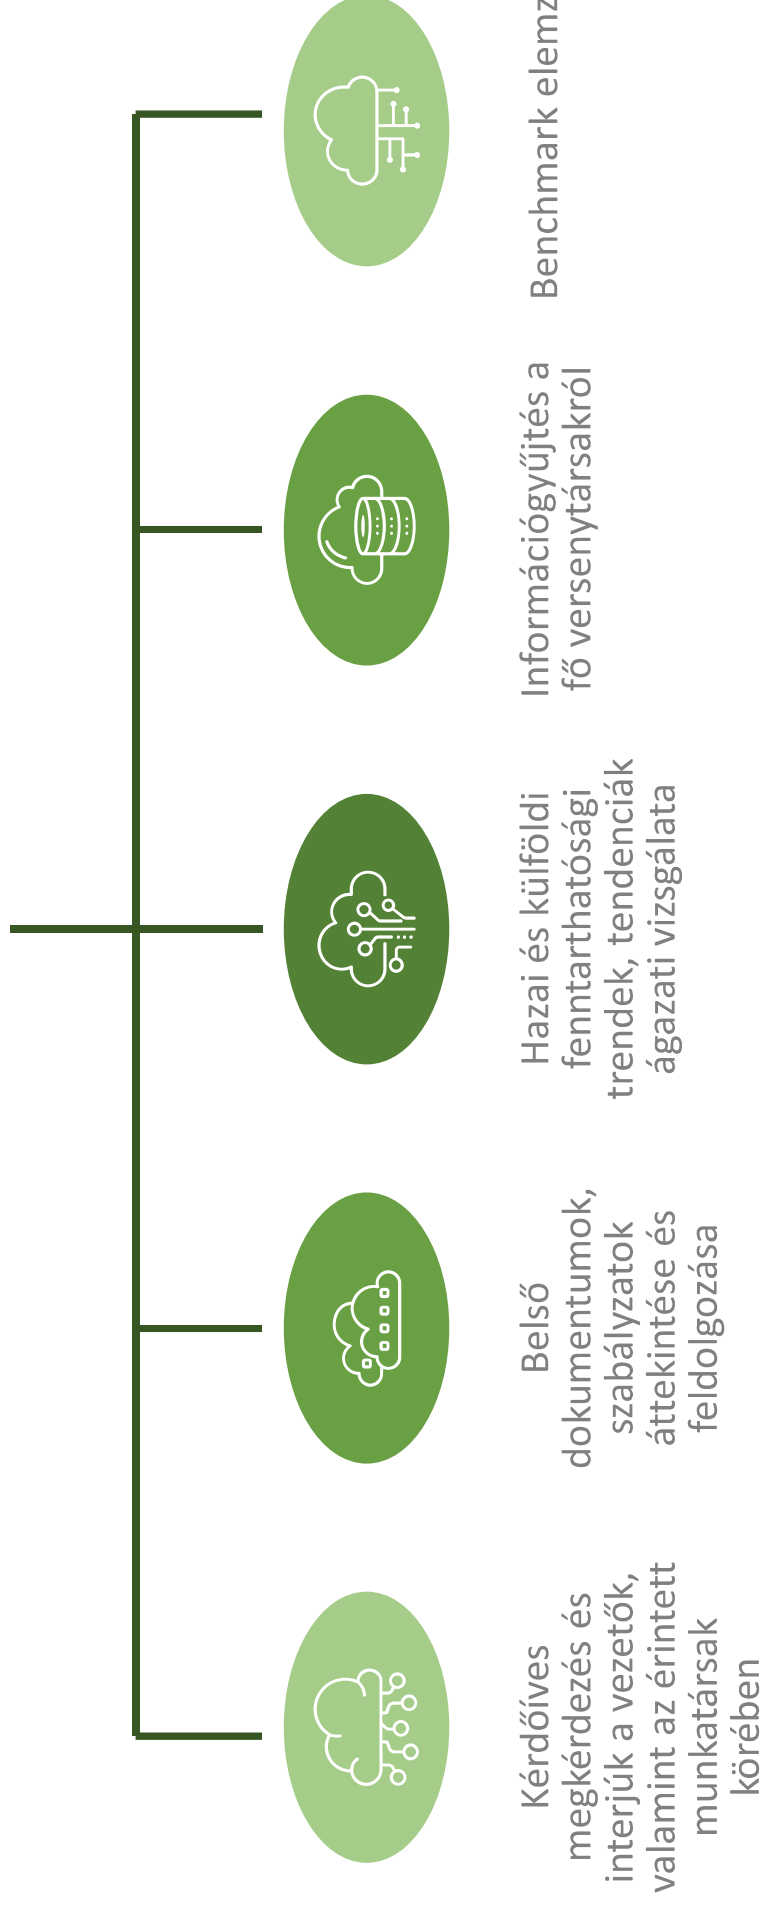 Kérdőíves
megkérdezés és
interjúk a vezetők,
valamint az érintett
munkatársak
körében
Belső
dokumentumok,
szabályzatok
áttekintése és
feldolgozása
Hazai és külföldi
fenntarthatósági
trendek, tendenciák
ágazati vizsgálata
Információgyűjtés a
fő versenytársakról
Benchmark